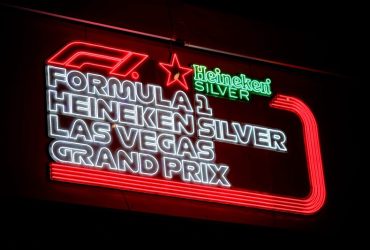 F1
Heineken
SILVER
FORMULA 1
HEINEKEN SILVER
LAS VEGAS
GRAND PRIX